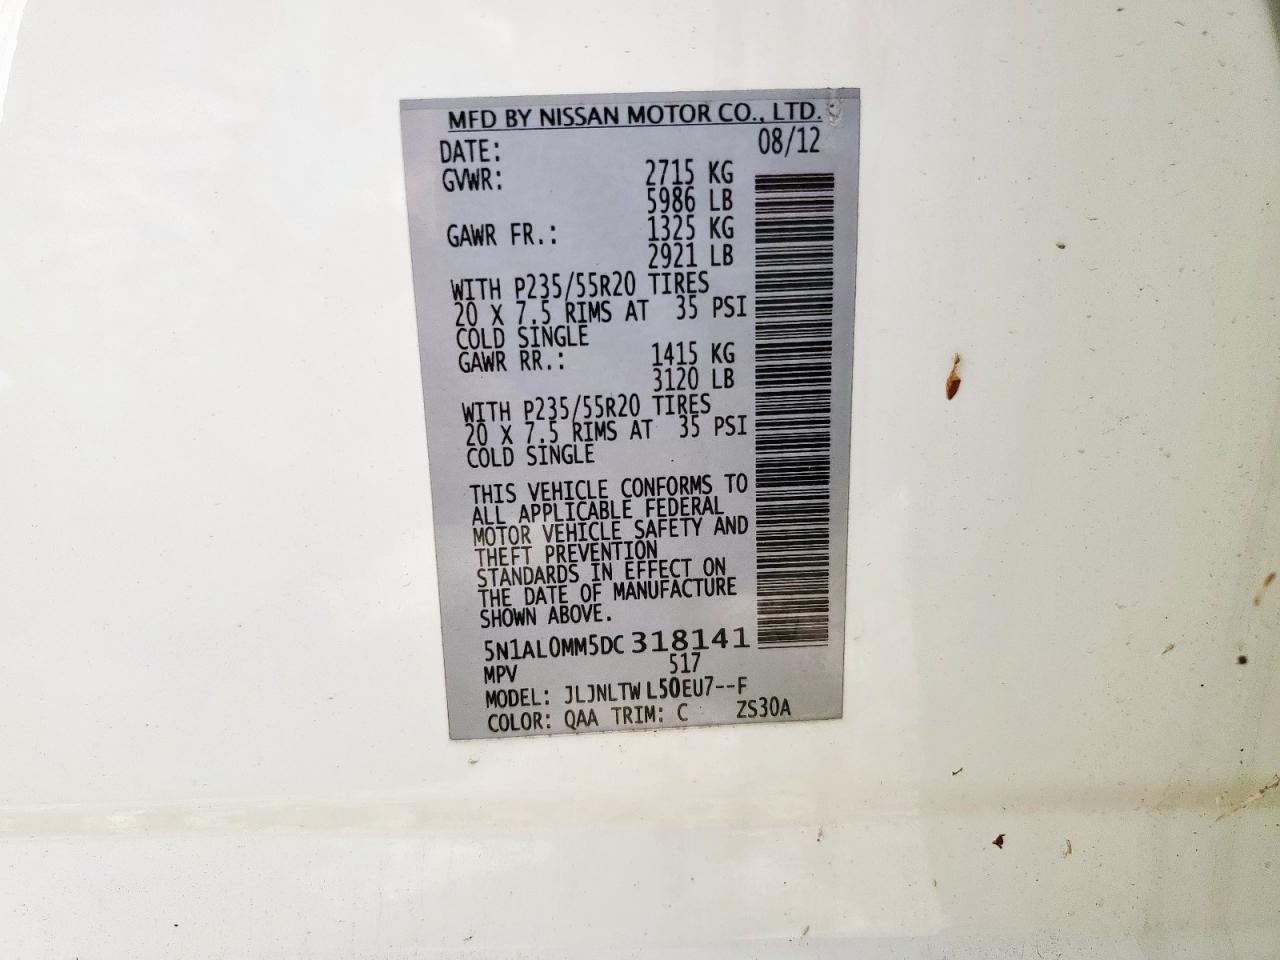 MFD BY NISSAN MOTOR CO., LTD.
DATE: 08/12
GVWR: 2715 KG
5986 LB
GAWR FR.: 1325 KG
2921 LB
WITH P235/55R20 TIRES
20 X 7.5 RIMS AT 35 PSI
COLD SINGLE
GAWR RR.: 1415 KG
3120 LB
WITH P235/55R20 TIRES
20 X 7.5 RIMS AT 35 PSI
COLD SINGLE
THIS VEHICLE CONFORMS TO
ALL APPLICABLE FEDERAL
MOTOR VEHICLE SAFETY AND
THEFT PREVENTION
STANDARDS IN EFFECT ON
THE DATE OF MANUFACTURE
SHOWN ABOVE.
5N1AL0MM5DC318141
MPV 517
MODEL: JLJNLTWL50EU7--F
COLOR: QAA TRIM: C ZS30A